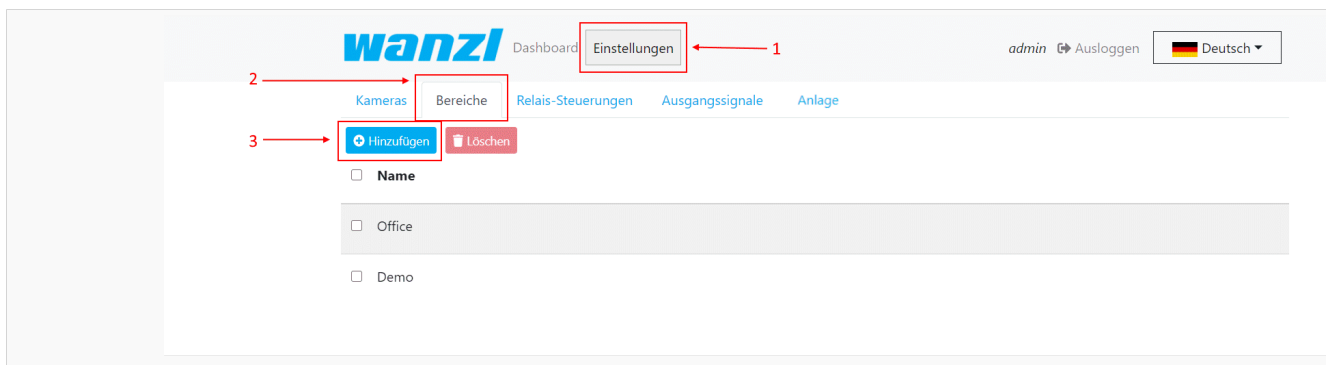 wanzl Dashboard Einstellungen 1 admin Ausloggen Deutsch
2
Kameras Bereiche Relais-Steuerungen Ausgangssignale Anlage
3 Hinzufügen Löschen
Name
Office
Demo